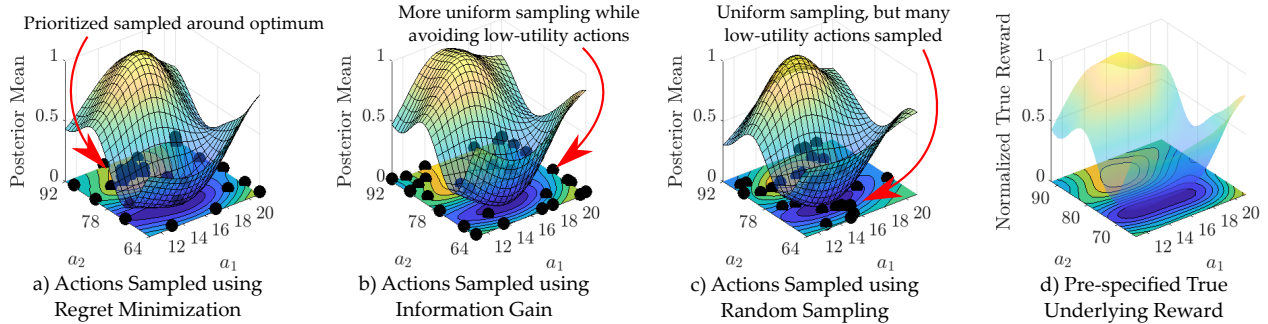 Prioritized sampled around optimum
More uniform sampling while
avoiding low-utility actions
Uniform sampling, but many
low-utility actions sampled
Posterior Mean
1
0.5
0
92
78
64
12
14
16
18
20
a2
a1
a) Actions Sampled using
Regret Minimization
Posterior Mean
1
0.5
0
92
78
64
12
14
16
18
20
a2
a1
b) Actions Sampled using
Information Gain
Posterior Mean
1
0.5
0
92
78
64
12
14
16
18
20
a2
a1
c) Actions Sampled using
Random Sampling
Normalized True Reward
1
0.5
0
90
80
70
12
14
16
18
20
a2
a1
d) Pre-specified True
Underlying Reward